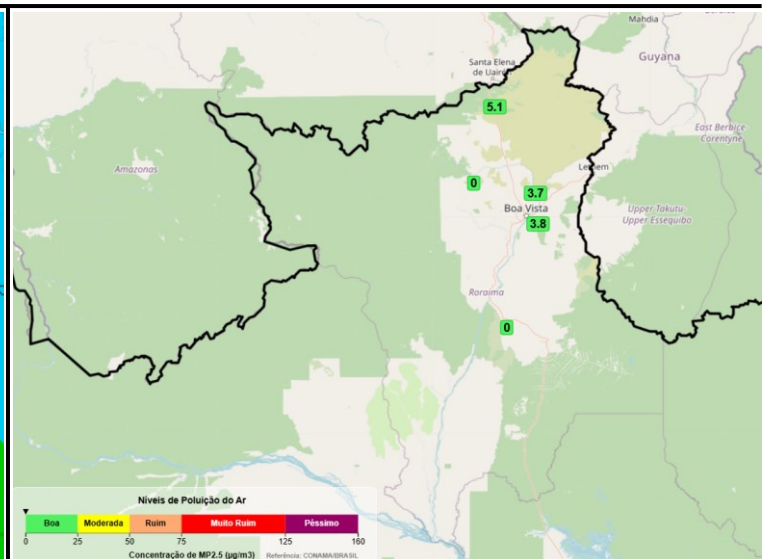 Mahdia
Guyana
Santa Elena
de Uairé
5.1
East Berbice
Corentyne
Amazonas
Lethem
0
3.7
Boa Vista
3.8
Upper Takutu-
Upper Essequibo
Roraima
0
Níveis de Poluição do Ar
Boa Moderada Ruim Muito Ruim Péssimo
0 25 50 75 125 160
Concentração de MP2.5 (µg/m3) Referência: CONAMA/BRASIL